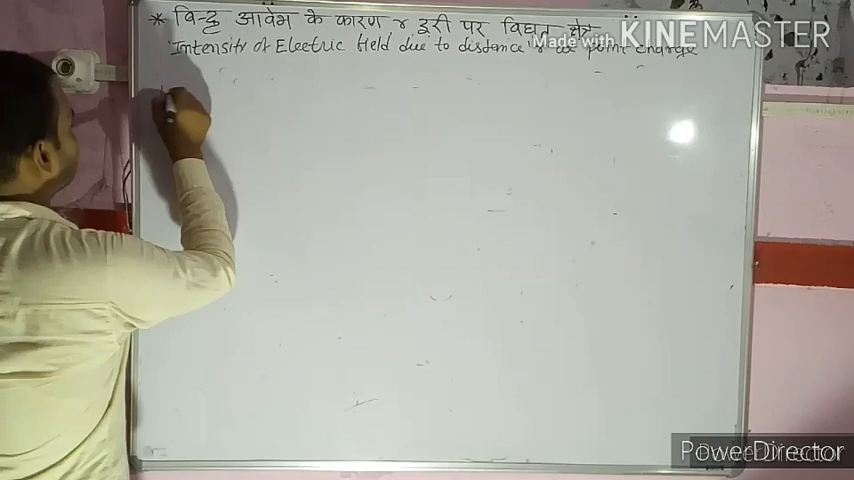 * विन्दु आवेश के कारण r दूरी पर विद्युत क्षेत्र
Made with KINEMASTER
Intensity of Electric field due to distance 'r' point charge
PowerDirector